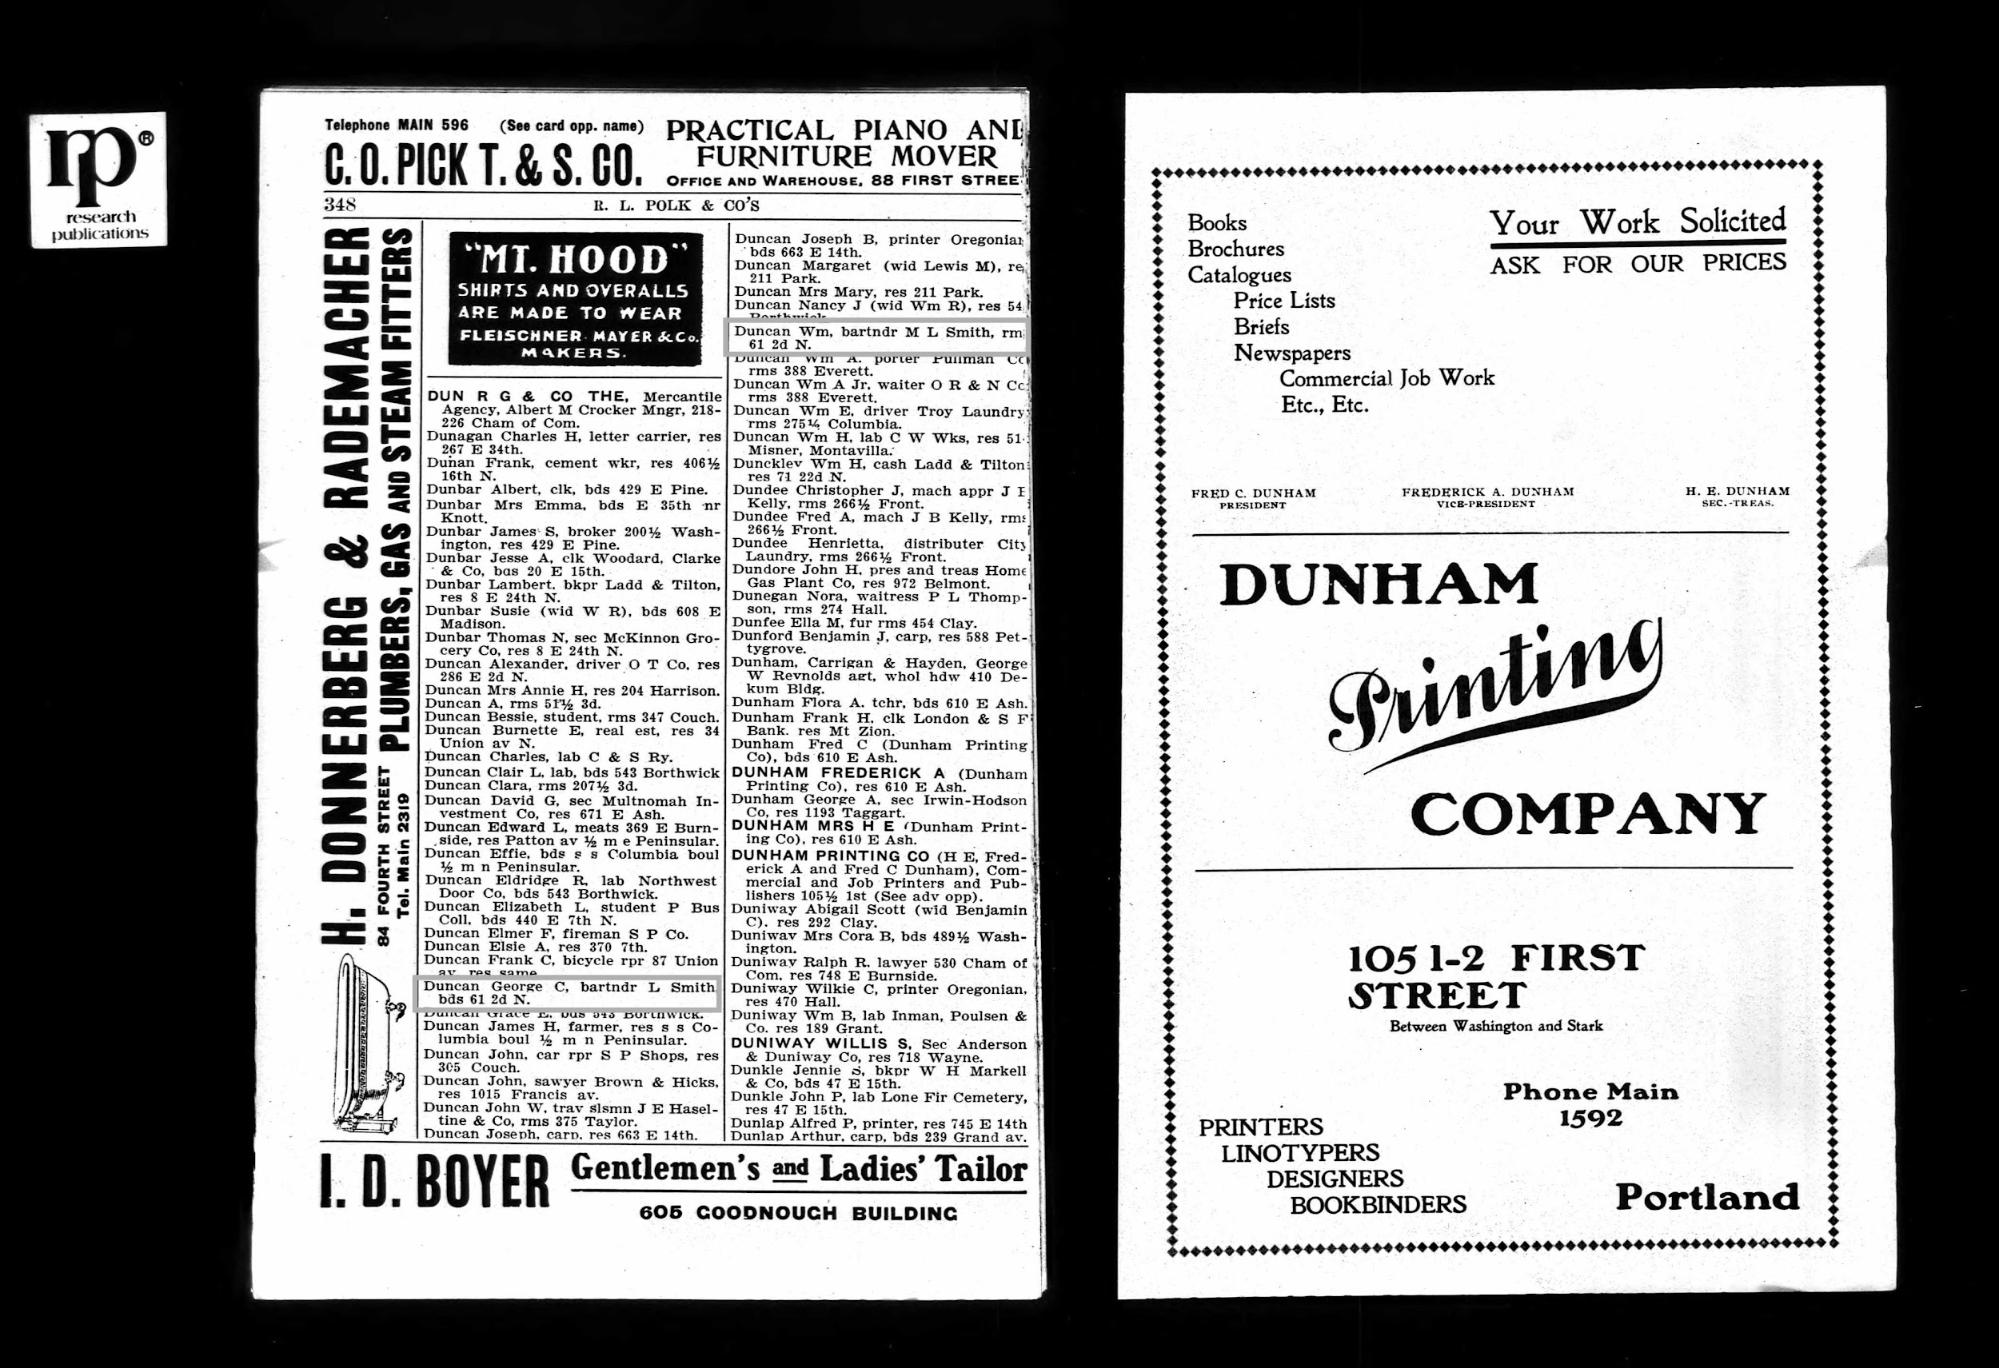 rp®
research
publications
Telephone MAIN 596 (See card opp. name)
C. O. PICK T. & S. CO.
PRACTICAL PIANO AND
FURNITURE MOVER
OFFICE AND WAREHOUSE, 88 FIRST STREE
348 R. L. POLK & CO'S
H. DONNERBERG & RADEMACHER
PLUMBERS, GAS AND STEAM FITTERS
84 FOURTH STREET
Tel. Main 2319
"MT. HOOD"
SHIRTS AND OVERALLS
ARE MADE TO WEAR
FLEISCHNER MAYER & Co.
MAKERS.
DUN R G & CO THE, Mercantile
Agency, Albert M Crocker Mngr, 218-
226 Cham of Com.
Dunagan Charles H, letter carrier, res
267 E 34th.
Dunan Frank, cement wkr, res 406½
16th N.
Dunbar Albert, clk, bds 429 E Pine.
Dunbar Mrs Emma, bds E 35th nr
Knott.
Dunbar James S, broker 200½ Wash-
ington, res 429 E Pine.
Dunbar Jesse A, clk Woodard, Clarke
& Co, bds 20 E 15th.
Dunbar Lambert, bkpr Ladd & Tilton,
res 8 E 24th N.
Dunbar Susie (wid W R), bds 608 E
Madison.
Dunbar Thomas N, sec McKinnon Gro-
cery Co, res 8 E 24th N.
Duncan Alexander, driver O T Co, res
286 E 2d N.
Duncan Mrs Annie H, res 204 Harrison.
Duncan A, rms 51½ 3d.
Duncan Bessie, student, rms 347 Couch.
Duncan Burnette E, real est, res 34
Union av N.
Duncan Charles, lab C & S Ry.
Duncan Clair L, lab, bds 543 Borthwick
Duncan Clara, rms 207½ 3d.
Duncan David G, sec Multnomah In-
vestment Co, res 671 E Ash.
Duncan Edward L, meats 369 E Burn-
side, res Patton av ½ m e Peninsular.
Duncan Effie, bds s s Columbia boul
½ m n Peninsular.
Duncan Eldridge R, lab Northwest
Door Co, bds 543 Borthwick.
Duncan Elizabeth L, student P Bus
Coll, bds 440 E 7th N.
Duncan Elmer F, fireman S P Co.
Duncan Elsie A, res 370 7th.
Duncan Frank C, bicycle rpr 87 Union
av, res same
Duncan George C, bartndr L Smith
bds 61 2d N.
Duncan Grace E, bds 543 Borthwick.
Duncan James H, farmer, res s s Co-
lumbia boul ½ m n Peninsular.
Duncan John, car rpr S P Shops, res
305 Couch.
Duncan John, sawyer Brown & Hicks,
res 1015 Francis av.
Duncan John W, trav slsmn J E Hasel-
tine & Co, rms 375 Taylor.
Duncan Joseph, carp, res 663 E 14th.
Duncan Joseph B, printer Oregonian
bds 663 E 14th.
Duncan Margaret (wid Lewis M), re
211 Park.
Duncan Mrs Mary, res 211 Park.
Duncan Nancy J (wid Wm R), res 54
Borthwick
Duncan Wm, bartndr M L Smith, rm
61 2d N.
Duncan Wm A, porter Pullman Co
rms 388 Everett.
Duncan Wm A Jr, waiter O R & N Co
rms 388 Everett.
Duncan Wm E, driver Troy Laundry
rms 275¼ Columbia.
Duncan Wm H, lab C W Wks, res 51
Misner, Montavilla.
Dunckley Wm H, cash Ladd & Tilton
res 71 22d N.
Dundee Christopher J, mach appr J B
Kelly, rms 266½ Front.
Dundee Fred A, mach J B Kelly, rms
266½ Front.
Dundee Henrietta, distributer City
Laundry, rms 266½ Front.
Dundore John H, pres and treas Home
Gas Plant Co, res 972 Belmont.
Dunegan Nora, waitress P L Thomp-
son, rms 274 Hall.
Dunfee Ella M, fur rms 454 Clay.
Dunford Benjamin J, carp, res 588 Pet-
tygrove.
Dunham, Carrigan & Hayden, George
W Reynolds agt, whol hdw 410 De-
kum Bldg.
Dunham Flora A, tchr, bds 610 E Ash.
Dunham Frank H, clk London & S F
Bank, res Mt Zion.
Dunham Fred C (Dunham Printing
Co), bds 610 E Ash.
DUNHAM FREDERICK A (Dunham
Printing Co), res 610 E Ash.
Dunham George A, sec Irwin-Hodson
Co, res 1193 Taggart.
DUNHAM MRS H E (Dunham Print-
ing Co), res 610 E Ash.
DUNHAM PRINTING CO (H E, Fred-
erick A and Fred C Dunham), Com-
mercial and Job Printers and Pub-
lishers 105½ 1st (See adv opp).
Duniway Abigail Scott (wid Benjamin
C), res 292 Clay.
Duniway Mrs Cora B, bds 489½ Wash-
ington.
Duniway Ralph R, lawyer 530 Cham of
Com, res 748 E Burnside.
Duniway Wilkie C, printer Oregonian,
res 470 Hall.
Duniway Wm B, lab Inman, Poulsen &
Co, res 189 Grant.
DUNIWAY WILLIS S, Sec Anderson
& Duniway Co, res 718 Wayne.
Dunkle Jennie S, bkpr W H Markell
& Co, bds 47 E 15th.
Dunkle John P, lab Lone Fir Cemetery,
res 47 E 15th.
Dunlap Alfred P, printer, res 745 E 14th
Dunlap Arthur, carp, bds 239 Grand av.
I. D. BOYER Gentlemen's and Ladies' Tailor
605 GOODNOUGH BUILDING
Books
Brochures
Catalogues
Price Lists
Briefs
Newspapers
Commercial Job Work
Etc., Etc.
Your Work Solicited
ASK FOR OUR PRICES
FRED C. DUNHAM
PRESIDENT
FREDERICK A. DUNHAM
VICE-PRESIDENT
H. E. DUNHAM
SEC.-TREAS.
DUNHAM
Printing
COMPANY
105 1-2 FIRST
STREET
Between Washington and Stark
Phone Main
1592
PRINTERS
LINOTYPERS
DESIGNERS
BOOKBINDERS
Portland